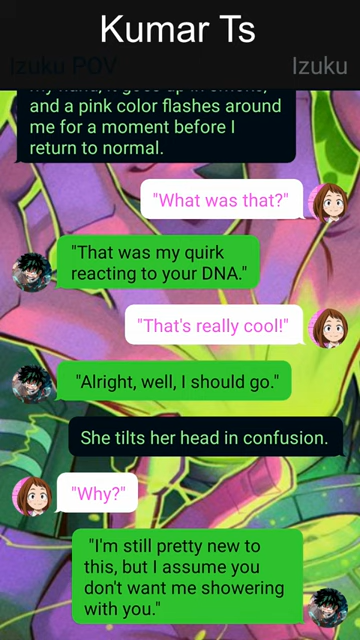 Kumar Ts
Izuku POV
Izuku
and a pink color flashes around
me for a moment before I
return to normal.
"What was that?"
"That was my quirk
reacting to your DNA."
"That's really cool!"
"Alright, well, I should go."
She tilts her head in confusion.
"Why?"
"I'm still pretty new to
this, but I assume you
don't want me showering
with you."